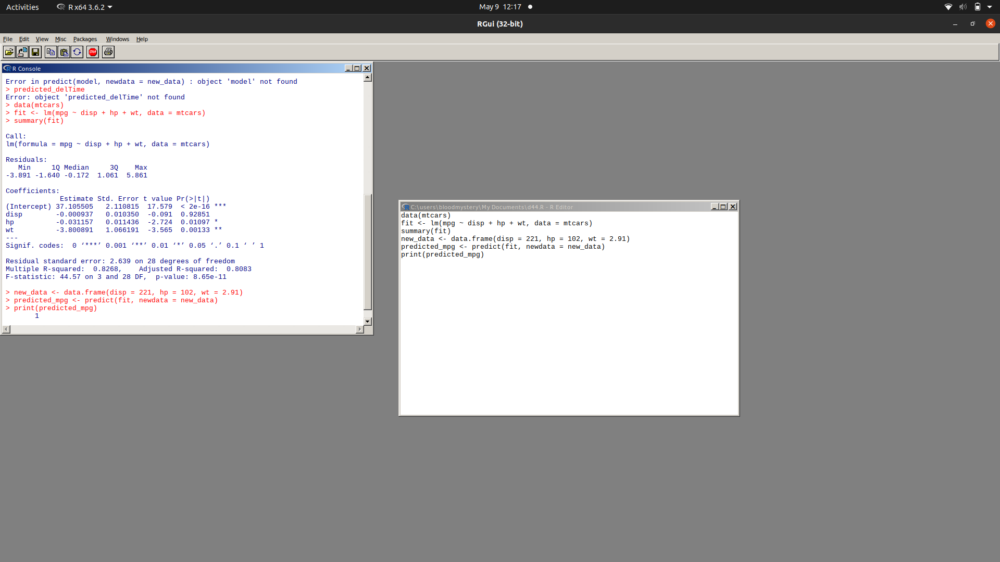 Activities
R x64 3.6.2
May 9 12:17
RGui (32-bit)
File Edit View Misc Packages Windows Help
STOP
R Console
Error in predict(model, newdata = new_data) : object 'model' not found
> predicted_delTime
Error: object 'predicted_delTime' not found
> data(mtcars)
> fit <- lm(mpg ~ disp + hp + wt, data = mtcars)
> summary(fit)
Call:
lm(formula = mpg ~ disp + hp + wt, data = mtcars)
Residuals:
   Min     1Q Median     3Q    Max
-3.891 -1.640 -0.172  1.061  5.861
Coefficients:
             Estimate Std. Error t value Pr(>|t|)
(Intercept) 37.105505   2.110815  17.579  < 2e-16 ***
disp        -0.000937   0.010350  -0.091  0.92851
hp          -0.031157   0.011436  -2.724  0.01097 *
wt          -3.800891   1.066191  -3.565  0.00133 **
---
Signif. codes:  0 ‘***’ 0.001 ‘**’ 0.01 ‘*’ 0.05 ‘.’ 0.1 ‘ ’ 1
Residual standard error: 2.639 on 28 degrees of freedom
Multiple R-squared:  0.8268,    Adjusted R-squared:  0.8083
F-statistic: 44.57 on 3 and 28 DF,  p-value: 8.65e-11
> new_data <- data.frame(disp = 221, hp = 102, wt = 2.91)
> predicted_mpg <- predict(fit, newdata = new_data)
> print(predicted_mpg)
       1
C:\users\bloodmystery\My Documents\d44.R - R Editor
data(mtcars)
fit <- lm(mpg ~ disp + hp + wt, data = mtcars)
summary(fit)
new_data <- data.frame(disp = 221, hp = 102, wt = 2.91)
predicted_mpg <- predict(fit, newdata = new_data)
print(predicted_mpg)